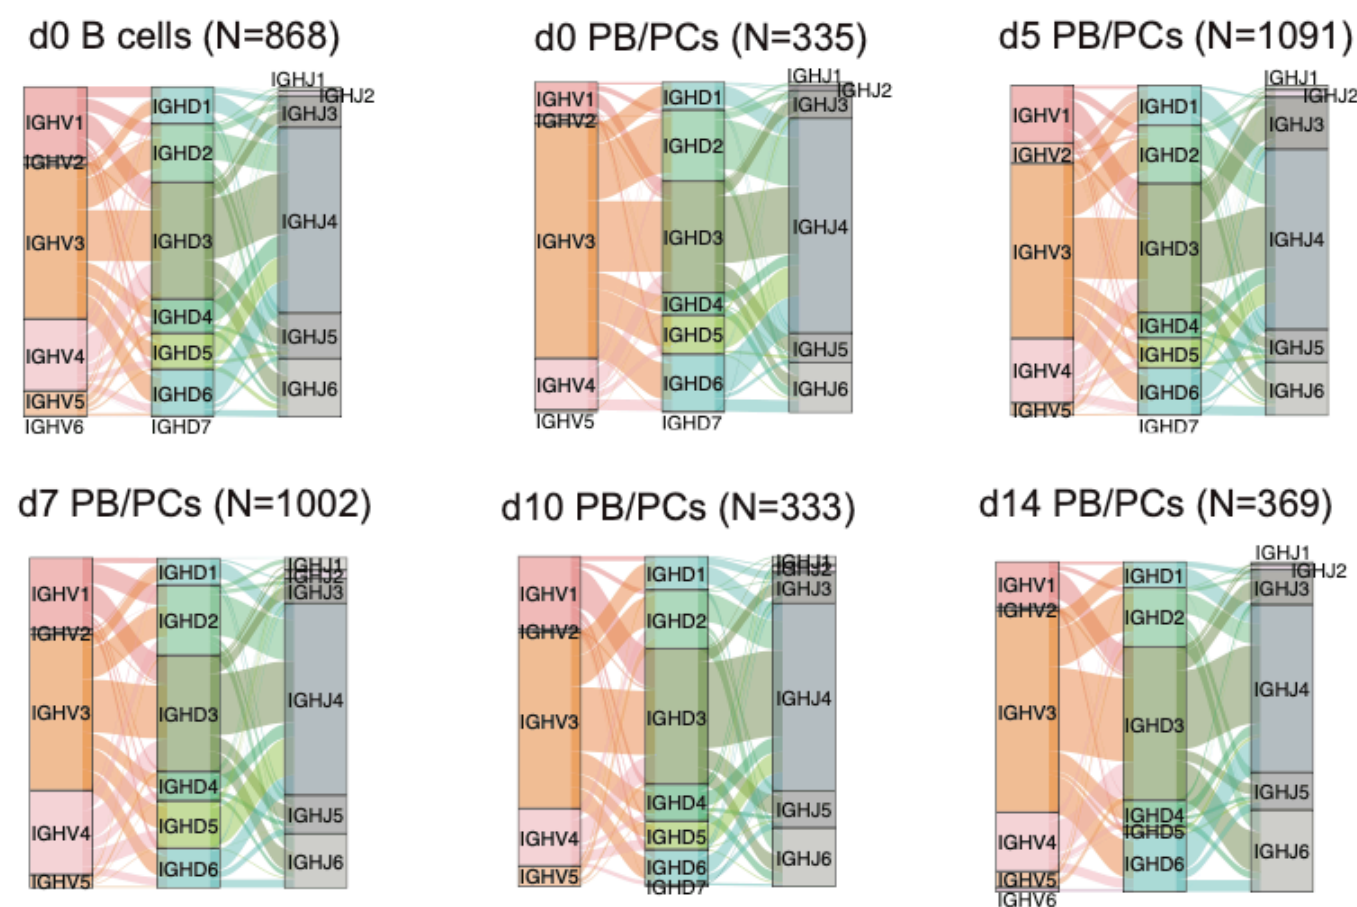 d0 B cells (N=868)
IGHV1
IGHV2
IGHV3
IGHV4
IGHV5
IGHV6
IGHD1
IGHD2
IGHD3
IGHD4
IGHD5
IGHD6
IGHD7
IGHJ1
IGHJ2
IGHJ3
IGHJ4
IGHJ5
IGHJ6
d0 PB/PCs (N=335)
IGHV1
IGHV2
IGHV3
IGHV4
IGHV5
IGHD1
IGHD2
IGHD3
IGHD4
IGHD5
IGHD6
IGHD7
IGHJ1
IGHJ2
IGHJ3
IGHJ4
IGHJ5
IGHJ6
d5 PB/PCs (N=1091)
IGHV1
IGHV2
IGHV3
IGHV4
IGHV5
IGHD1
IGHD2
IGHD3
IGHD4
IGHD5
IGHD6
IGHD7
IGHJ1
IGHJ2
IGHJ3
IGHJ4
IGHJ5
IGHJ6
d7 PB/PCs (N=1002)
IGHV1
IGHV2
IGHV3
IGHV4
IGHV5
IGHD1
IGHD2
IGHD3
IGHD4
IGHD5
IGHD6
IGHJ1
IGHJ2
IGHJ3
IGHJ4
IGHJ5
IGHJ6
d10 PB/PCs (N=333)
IGHV1
IGHV2
IGHV3
IGHV4
IGHV5
IGHD1
IGHD2
IGHD3
IGHD4
IGHD5
IGHD6
IGHD7
IGHJ1
IGHJ2
IGHJ3
IGHJ4
IGHJ5
IGHJ6
d14 PB/PCs (N=369)
IGHV1
IGHV2
IGHV3
IGHV4
IGHV5
IGHV6
IGHD1
IGHD2
IGHD3
IGHD4
IGHD5
IGHD6
IGHJ1
IGHJ2
IGHJ3
IGHJ4
IGHJ5
IGHJ6